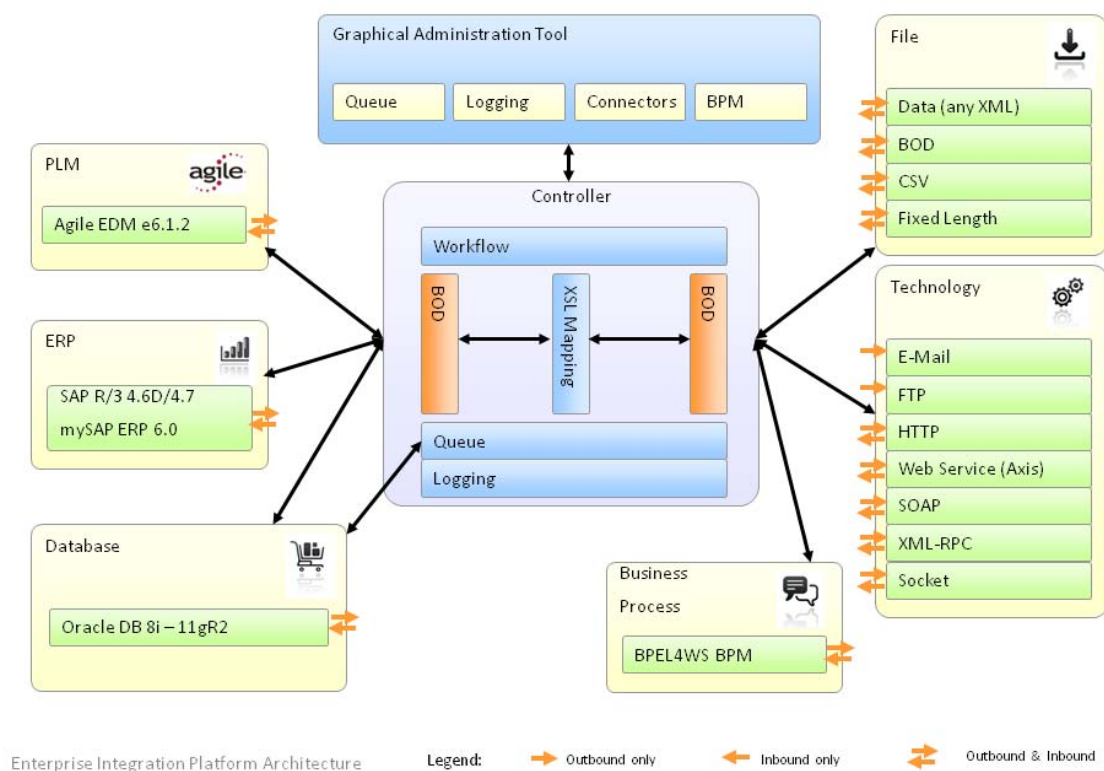 Graphical Administration Tool
Queue
Logging
Connectors
BPM
File
Data (any XML)
BOD
CSV
Fixed Length
PLM
agile
Agile EDM e6.1.2
Controller
Workflow
BOD
XSL Mapping
BOD
Queue
Logging
Technology
E-Mail
FTP
HTTP
Web Service (Axis)
SOAP
XML-RPC
Socket
ERP
SAP R/3 4.6D/4.7
mySAP ERP 6.0
Database
Oracle DB 8i – 11gR2
Business
Process
BPEL4WS BPM
Enterprise Integration Platform Architecture
Legend:
Outbound only
Inbound only
Outbound & Inbound